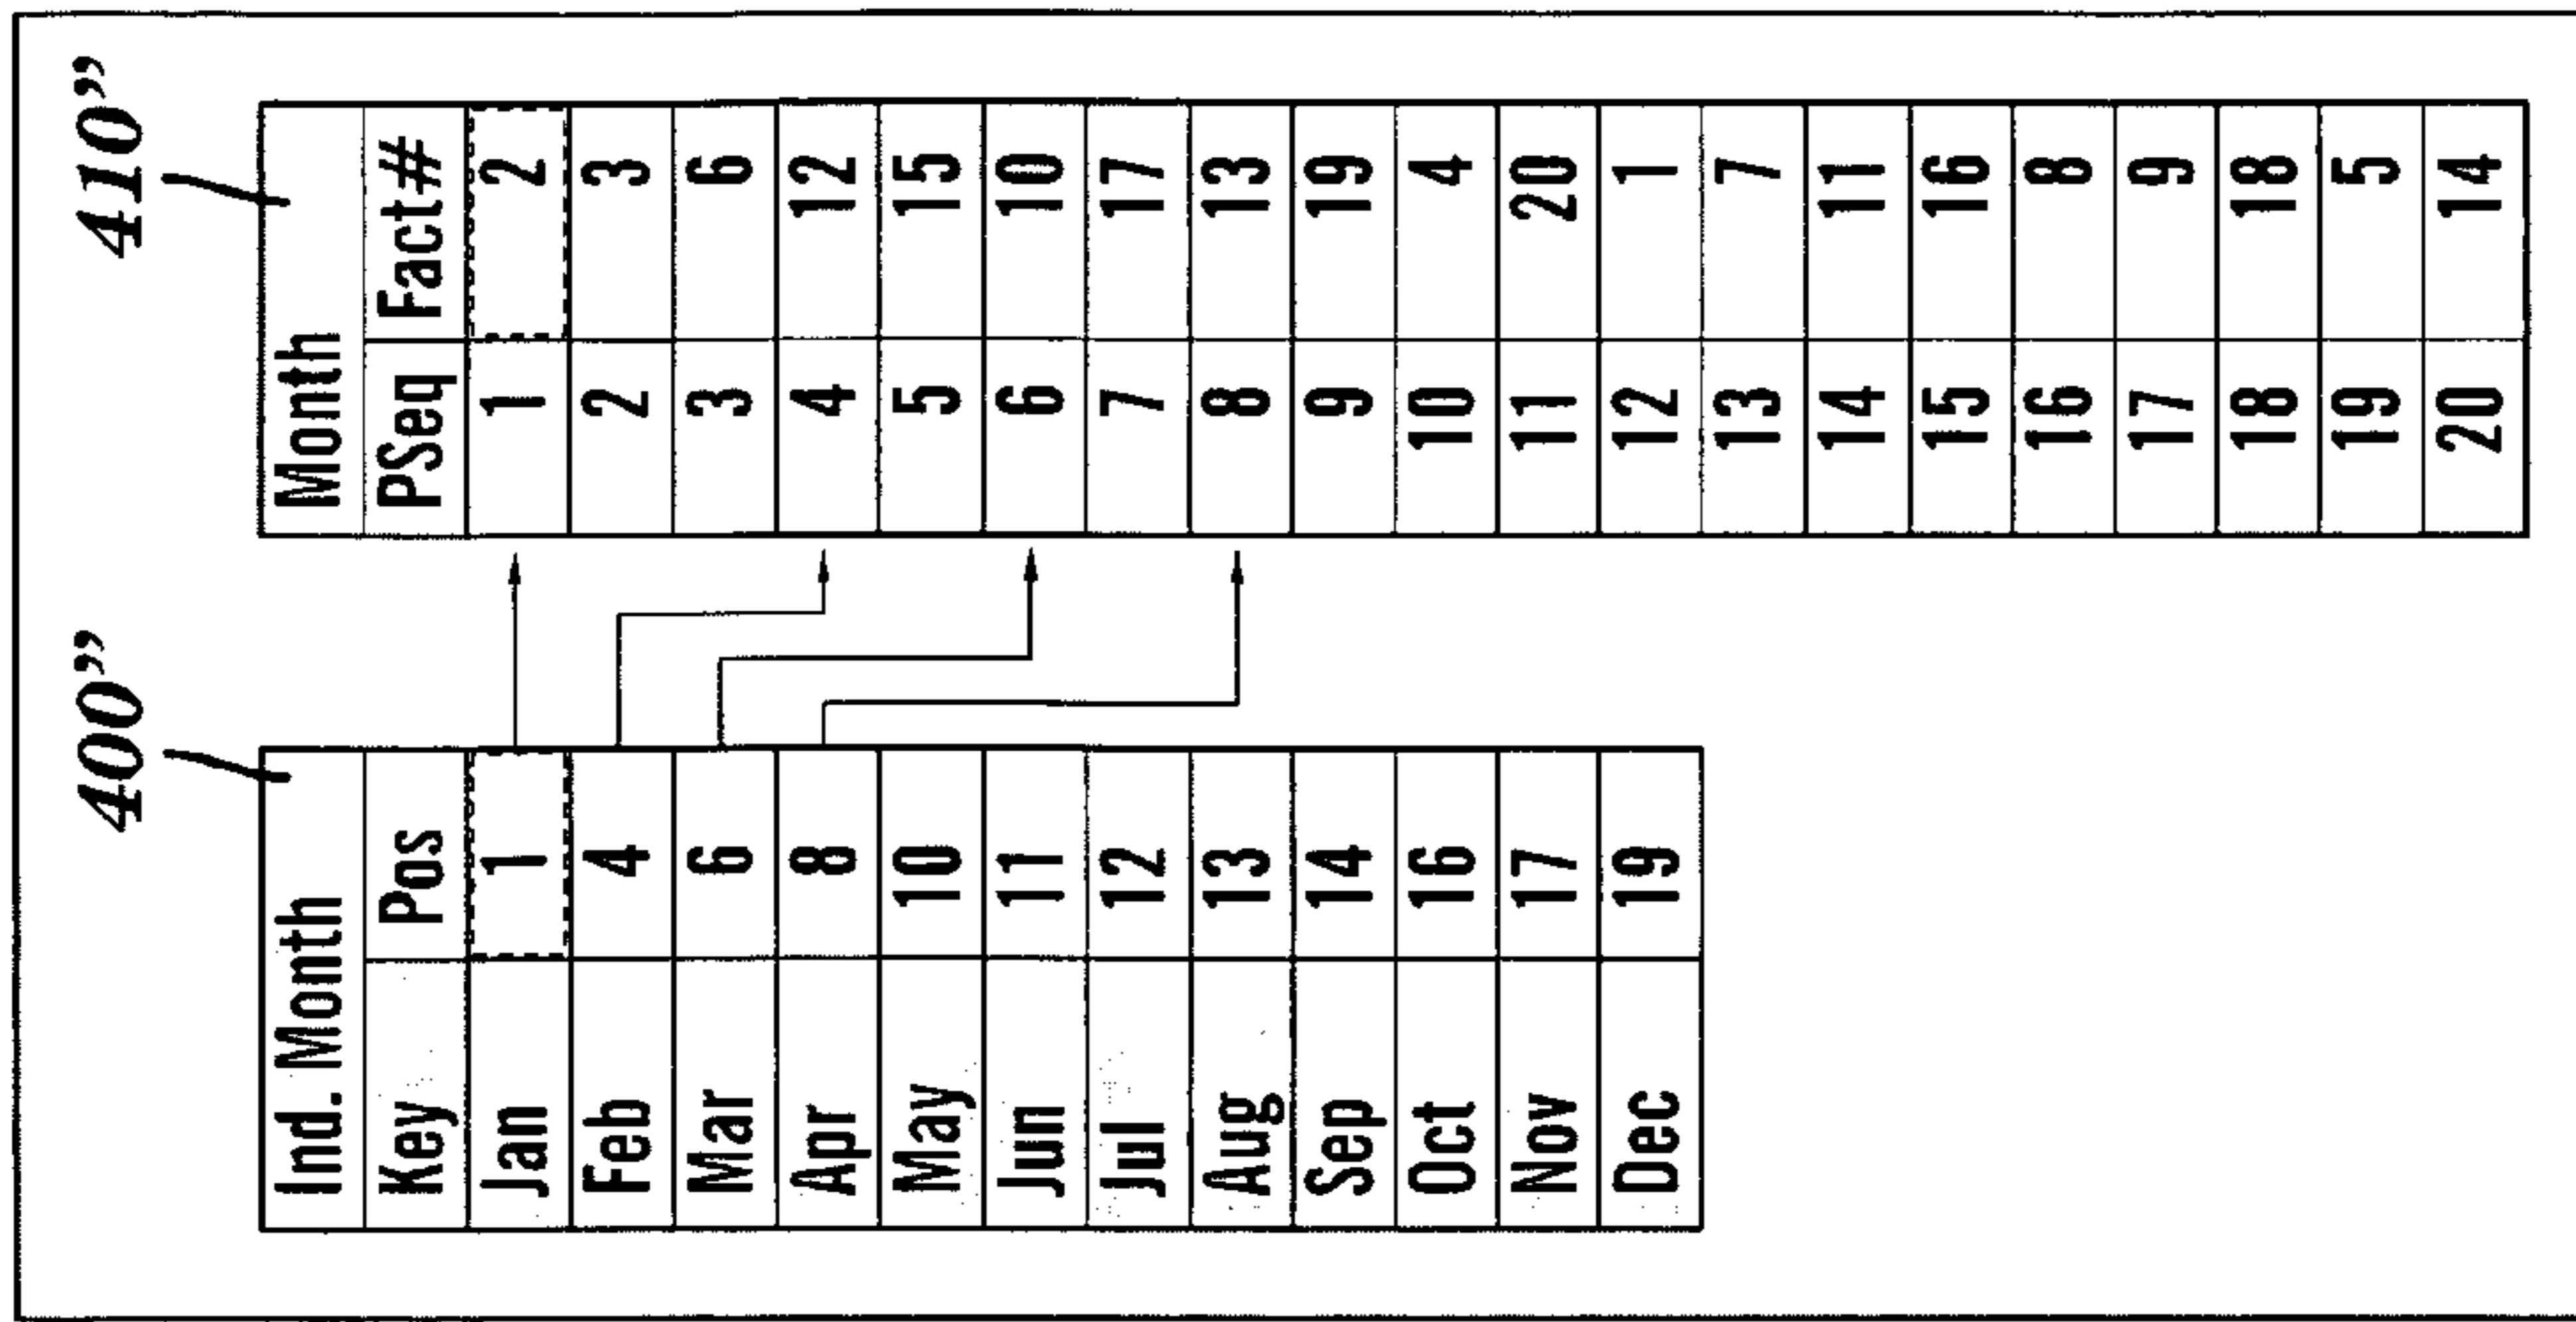 400”
Ind. Month
Key Pos
Jan 1
Feb 4
Mar 6
Apr 8
May 10
Jun 11
Jul 12
Aug 13
Sep 14
Oct 16
Nov 17
Dec 19
410”
Month
PSeq Fact#
1 2
2 3
3 6
4 12
5 15
6 10
7 17
8 13
9 19
10 4
11 20
12 1
13 7
14 11
15 16
16 8
17 9
18 18
19 5
20 14